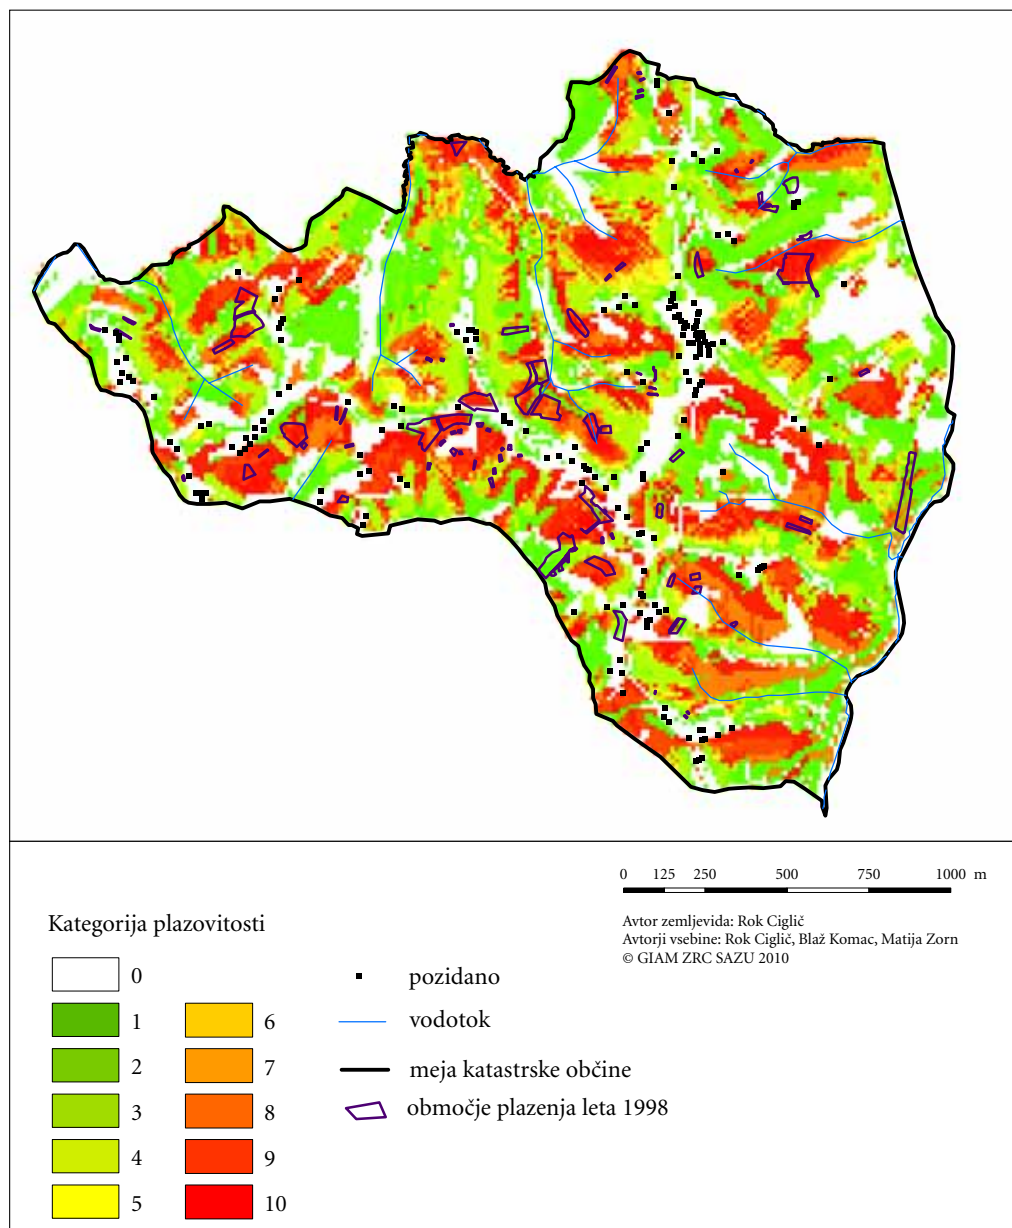 0 125 250 500 750 1000 m
Avtor zemljevida: Rok Ciglič
Avtorji vsebine: Rok Ciglič, Blaž Komac, Matija Zorn
© GIAM ZRC SAZU 2010
Kategorija plazovitosti
0
1
2
3
4
5
6
7
8
9
10
pozidano
vodotok
meja katastrske občine
območje plazenja leta 1998